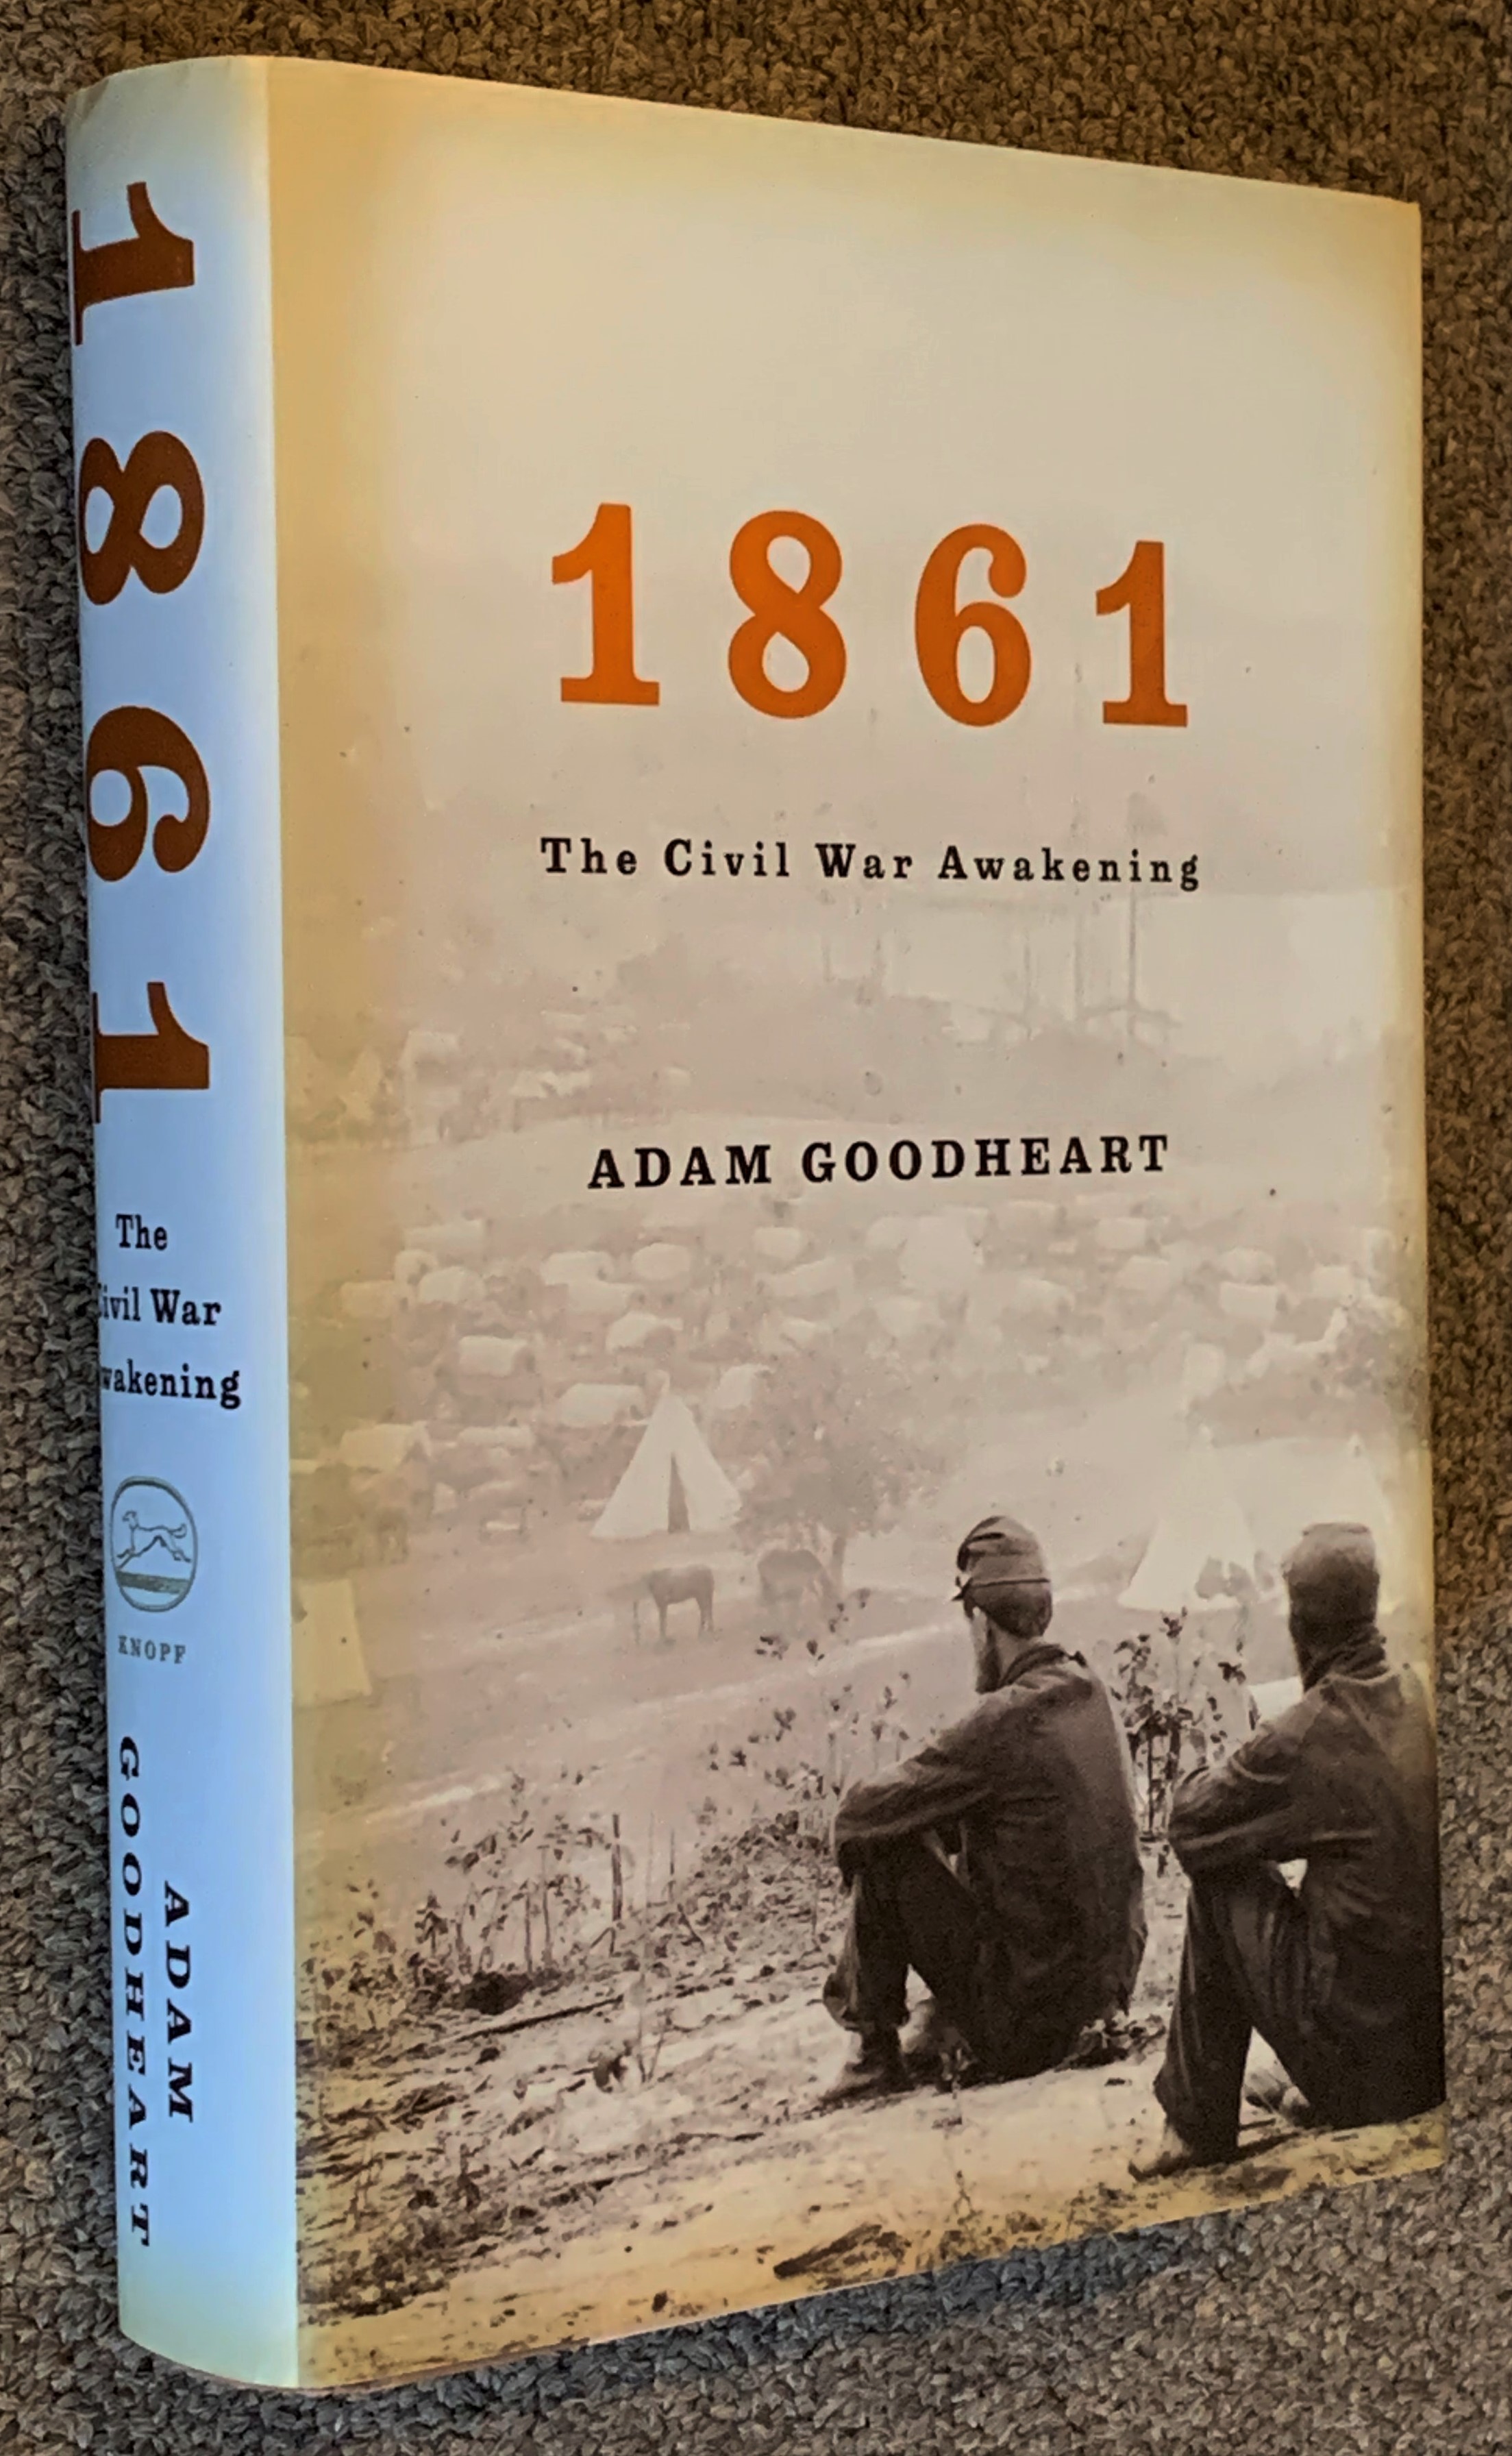 1861
The Civil War Awakening
ADAM GOODHEART
1861
The
Civil War
Awakening
KNOPF
ADAM
GOODHEART